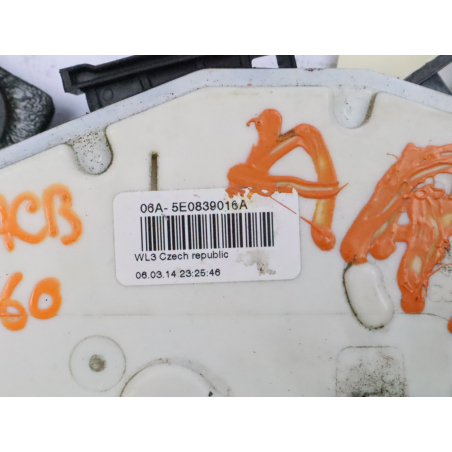 06A- 5E0839016A
WL3 Czech republic
06.03.14 23:25:46
ACB
60